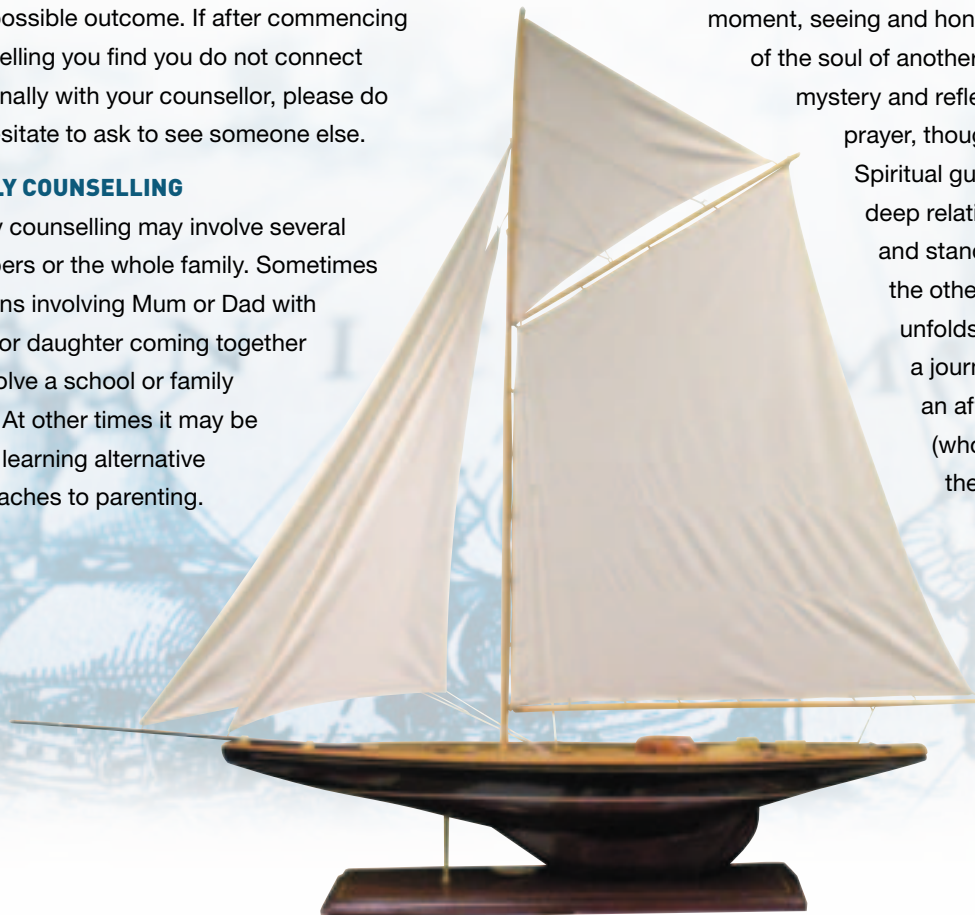 possible outcome. If after commencing
elling you find you do not connect
nally with your counsellor, please do
sitate to ask to see someone else.
LY COUNSELLING
y counselling may involve several
bers or the whole family. Sometimes
ns involving Mum or Dad with
or daughter coming together
olve a school or family
At other times it may be
learning alternative
aches to parenting.
moment, seeing and hon
of the soul of another
mystery and refle
prayer, thoug
Spiritual gu
deep relati
and stand
the othe
unfolds
a journ
an af
(who
the